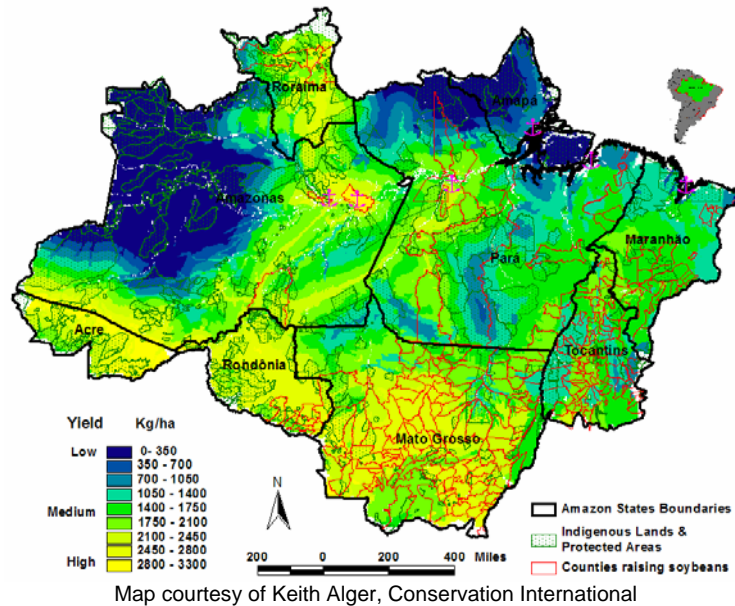 Roraima
Amapá
Amazonas
Pará
Maranhão
Acre
Rondônia
Tocantins
Mato Grosso
Yield Kg/ha
Low 0- 350
350 - 700
700 - 1050
1050 - 1400
Medium 1400 - 1750
1750 - 2100
2100 - 2450
2450 - 2800
High 2800 - 3300
N
200 0 200 400 Miles
Amazon States Boundaries
Indigenous Lands &
Protected Areas
Counties raising soybeans
Map courtesy of Keith Alger, Conservation International